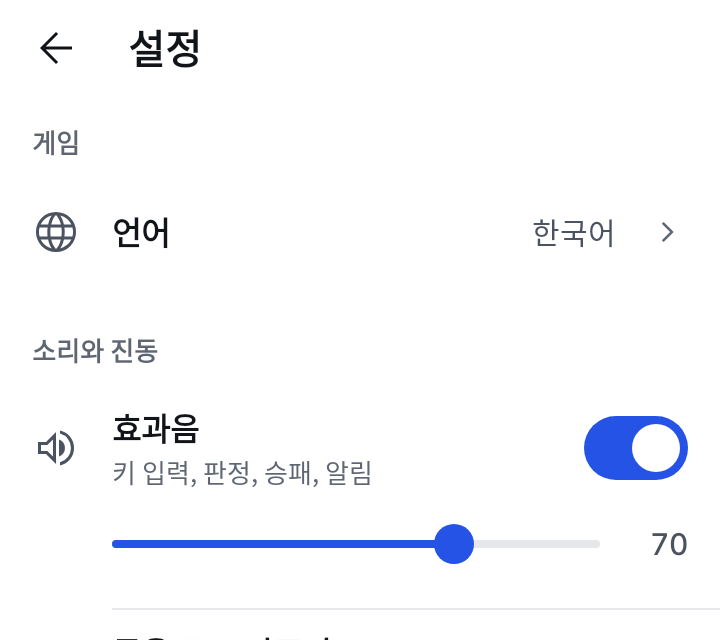 설정
게임
언어
한국어
소리와 진동
효과음
키 입력, 판정, 승패, 알림
70